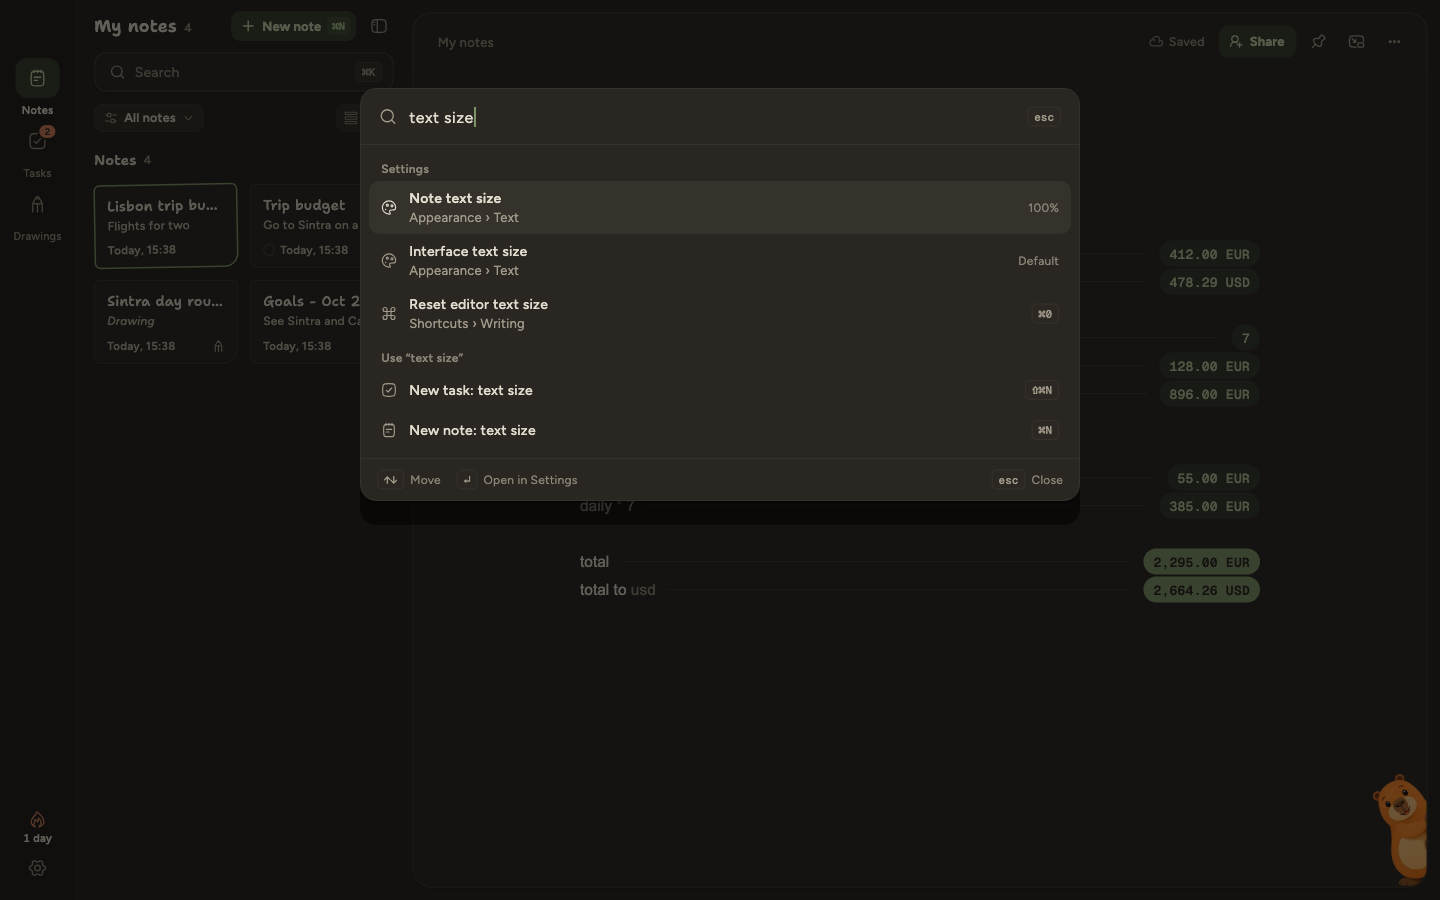 My notes 4
New note ⌘N
Search ⌘K
All notes
Notes 4
Lisbon trip bu...
Flights for two
Today, 15:38
Trip budget
Go to Sintra on a
Today, 15:38
Sintra day rou...
Drawing
Today, 15:38
Goals - Oct 2
See Sintra and Ca
Today, 15:38
Notes
2
Tasks
Drawings
1 day
My notes
Saved
Share
text size
esc
Settings
Note text size
Appearance › Text
100%
Interface text size
Appearance › Text
Default
Reset editor text size
Shortcuts › Writing
⌘0
Use “text size”
New task: text size
⇧⌘N
New note: text size
⌘N
Move
Open in Settings
esc Close
412.00 EUR
478.29 USD
7
128.00 EUR
896.00 EUR
55.00 EUR
daily * 7
385.00 EUR
total
2,295.00 EUR
total to usd
2,664.26 USD